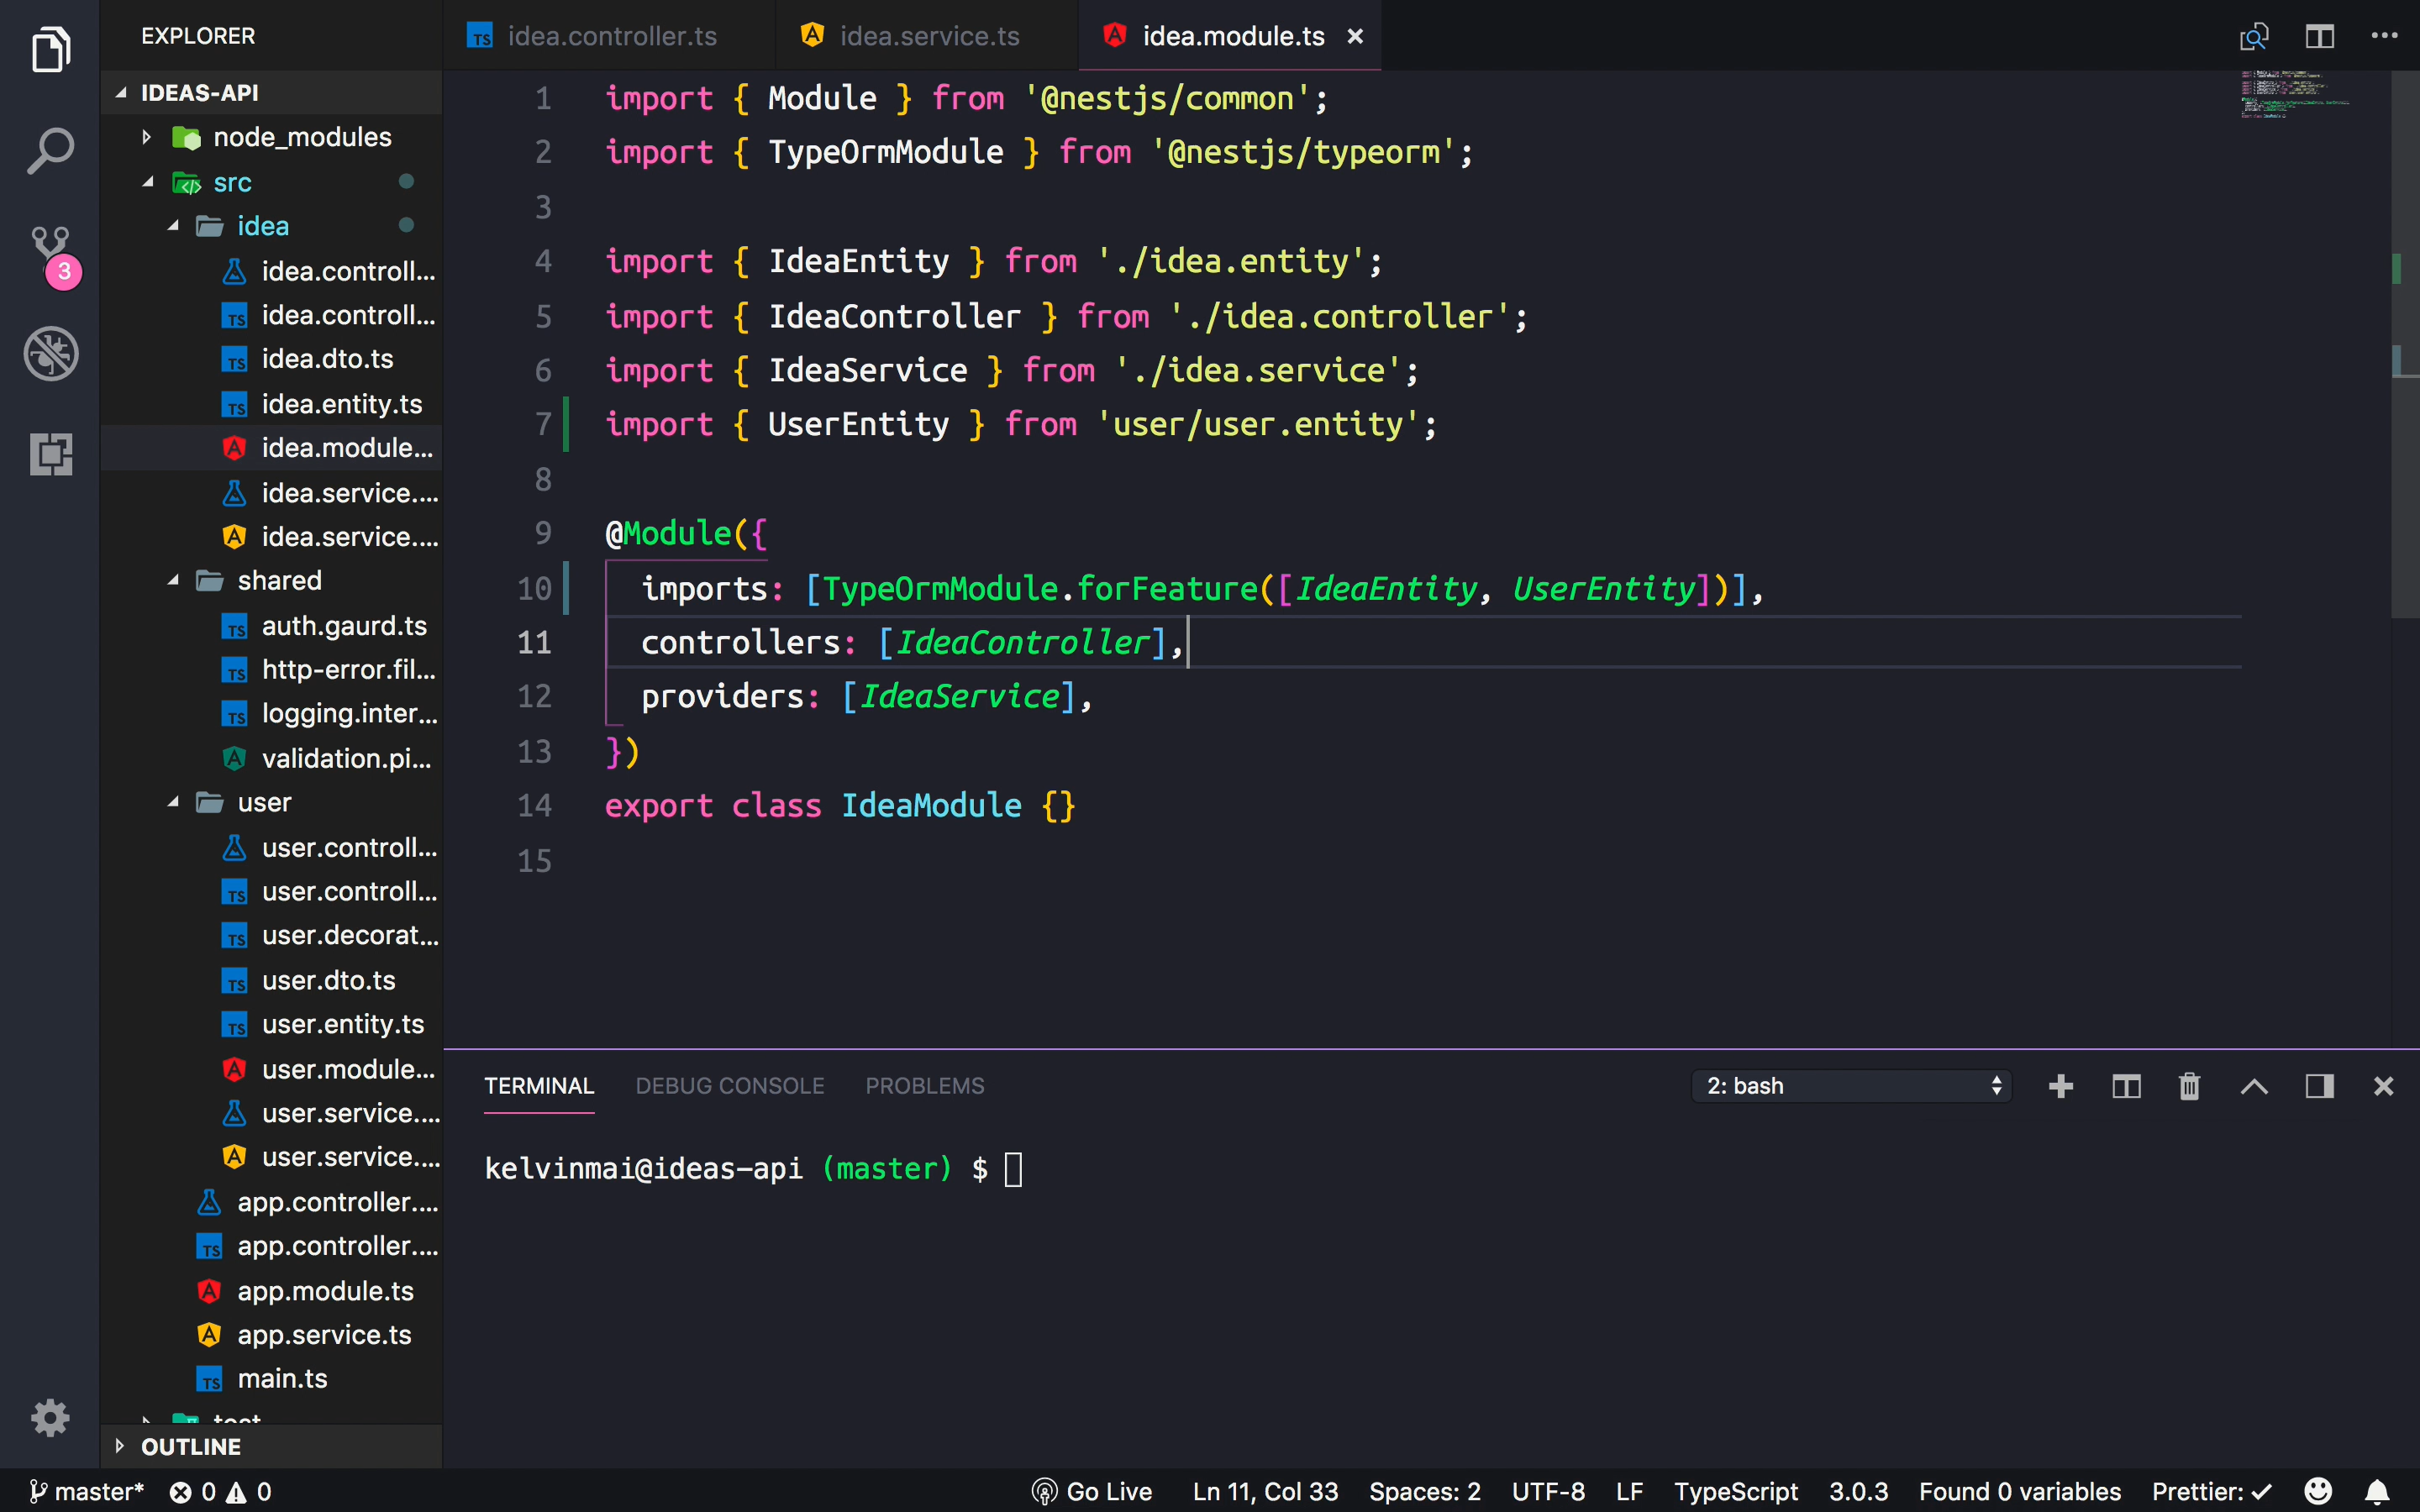 EXPLORER
IDEAS-API
node_modules
src
idea
idea.controll...
idea.controll...
idea.dto.ts
idea.entity.ts
idea.module...
idea.service....
idea.service....
shared
auth.gaurd.ts
http-error.fil...
logging.inter...
validation.pi...
user
user.controll...
user.controll...
user.decorat...
user.dto.ts
user.entity.ts
user.module...
user.service....
user.service....
app.controller....
app.controller....
app.module.ts
app.service.ts
main.ts
test
OUTLINE
3
idea.controller.ts
idea.service.ts
idea.module.ts
1 import { Module } from '@nestjs/common';
2 import { TypeOrmModule } from '@nestjs/typeorm';
3
4 import { IdeaEntity } from './idea.entity';
5 import { IdeaController } from './idea.controller';
6 import { IdeaService } from './idea.service';
7 import { UserEntity } from 'user/user.entity';
8
9 @Module({
10 imports: [TypeOrmModule.forFeature([IdeaEntity, UserEntity])],
11 controllers: [IdeaController],
12 providers: [IdeaService],
13 })
14 export class IdeaModule {}
15
TERMINAL DEBUG CONSOLE PROBLEMS 2: bash
kelvinmai@ideas-api (master) $
master* 0 0 Go Live Ln 11, Col 33 Spaces: 2 UTF-8 LF TypeScript 3.0.3 Found 0 variables Prettier: ✓